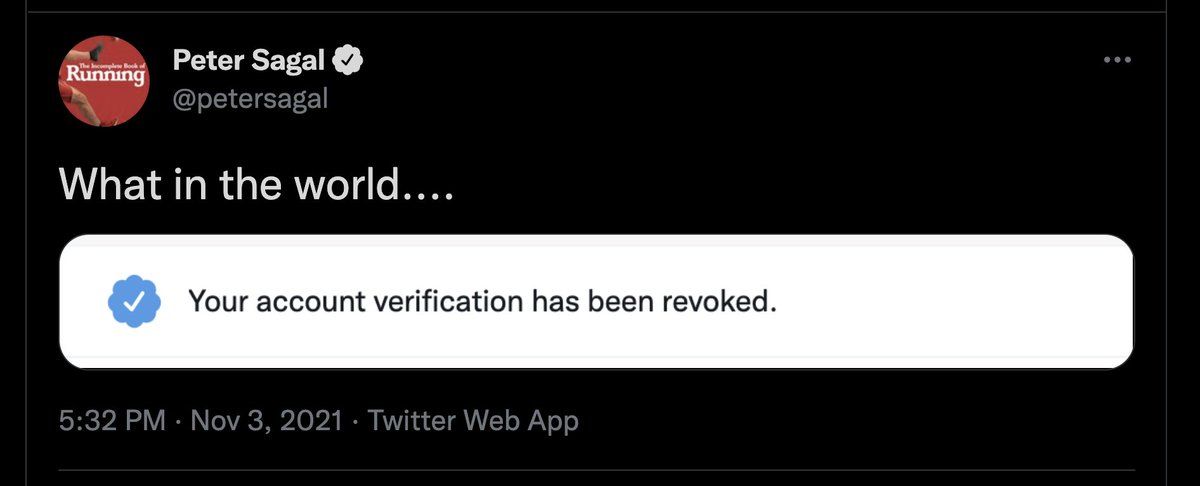 The Incomplete Book of
Running
Peter Sagal
@petersagal
What in the world....
Your account verification has been revoked.
5:32 PM · Nov 3, 2021 · Twitter Web App